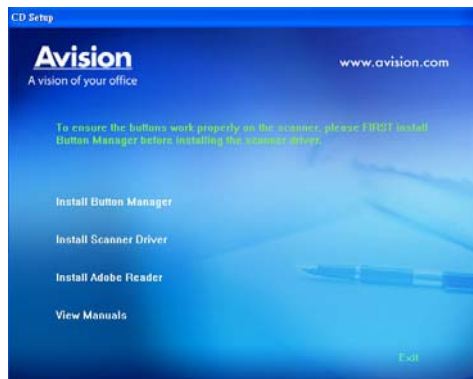 CD Setup
Avision
www.avision.com
A vision of your office
To ensure the buttons work properly on the scanner, please FIRST install
Button Manager before installing the scanner driver.
Install Button Manager
Install Scanner Driver
Install Adobe Reader
View Manuals
Exit